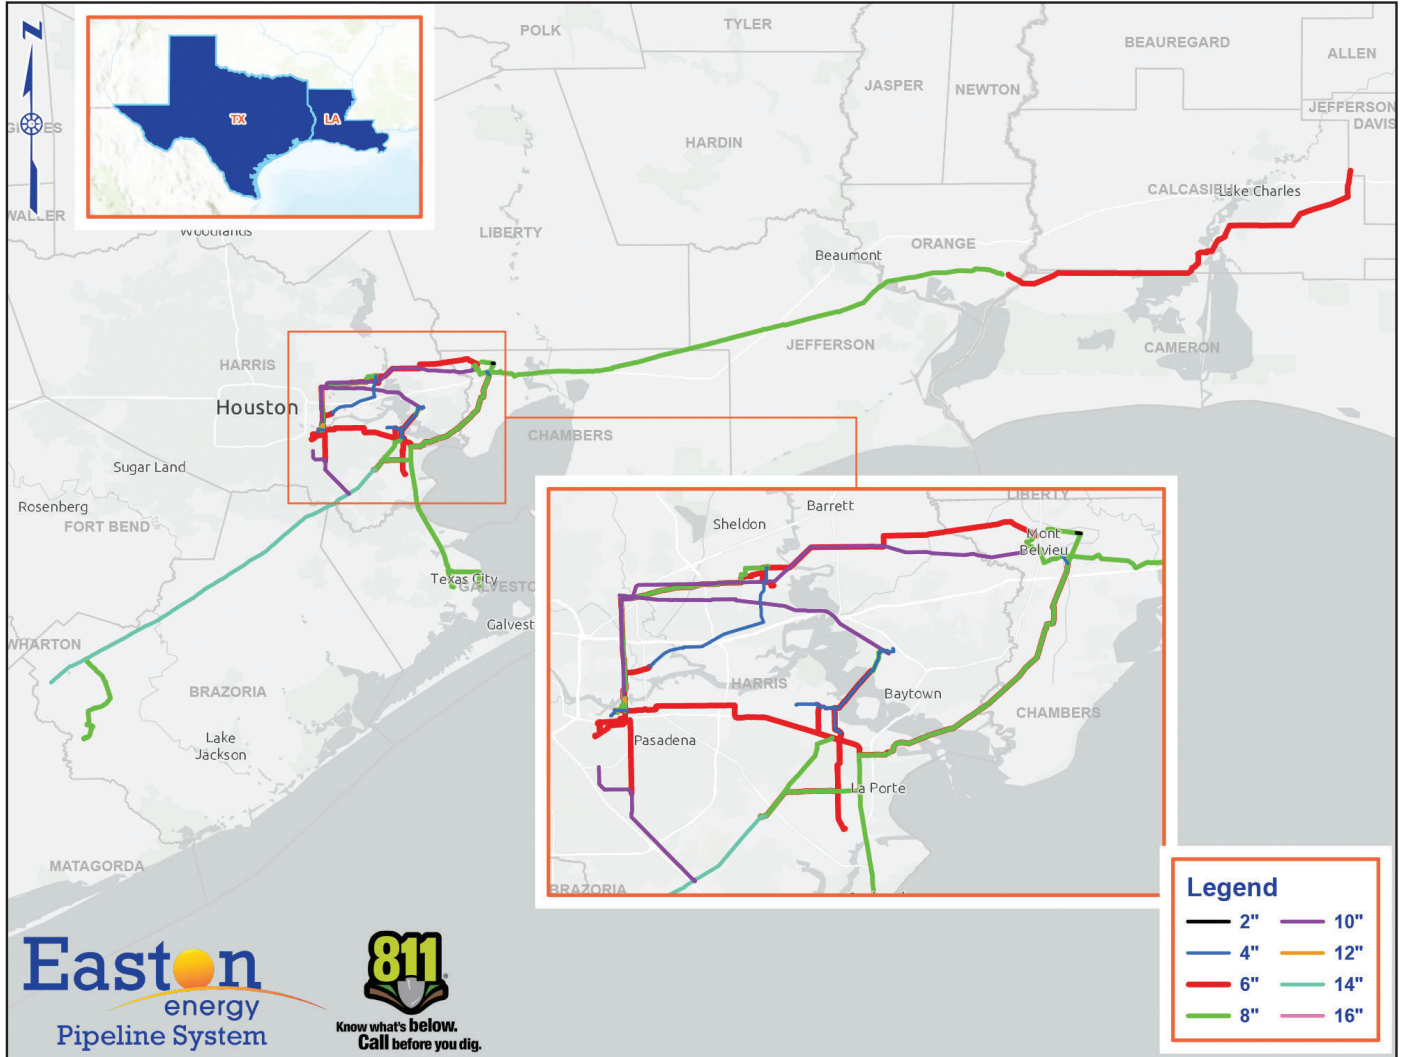 N
TX
LA
POLK
TYLER
BEAUREGARD
ALLEN
JASPER
NEWTON
JEFFERSON
DAVIS
HARDIN
WALLER
Woodlands
LIBERTY
CALCASIEU
Lake Charles
ORANGE
Beaumont
HARRIS
JEFFERSON
CAMERON
Houston
CHAMBERS
Sugar Land
Rosenberg
FORT BEND
Texas City
GALVESTO
Galvest
WHARTON
BRAZORIA
Lake
Jackson
MATAGORDA
LIBERTY
Barrett
Sheldon
Mont
Belvieu
HARRIS
Baytown
CHAMBERS
Pasadena
La Porte
BRAZORIA
Legend
2" 10"
4" 12"
6" 14"
8" 16"
Easton
energy
Pipeline System
811
Know what's below.
Call before you dig.